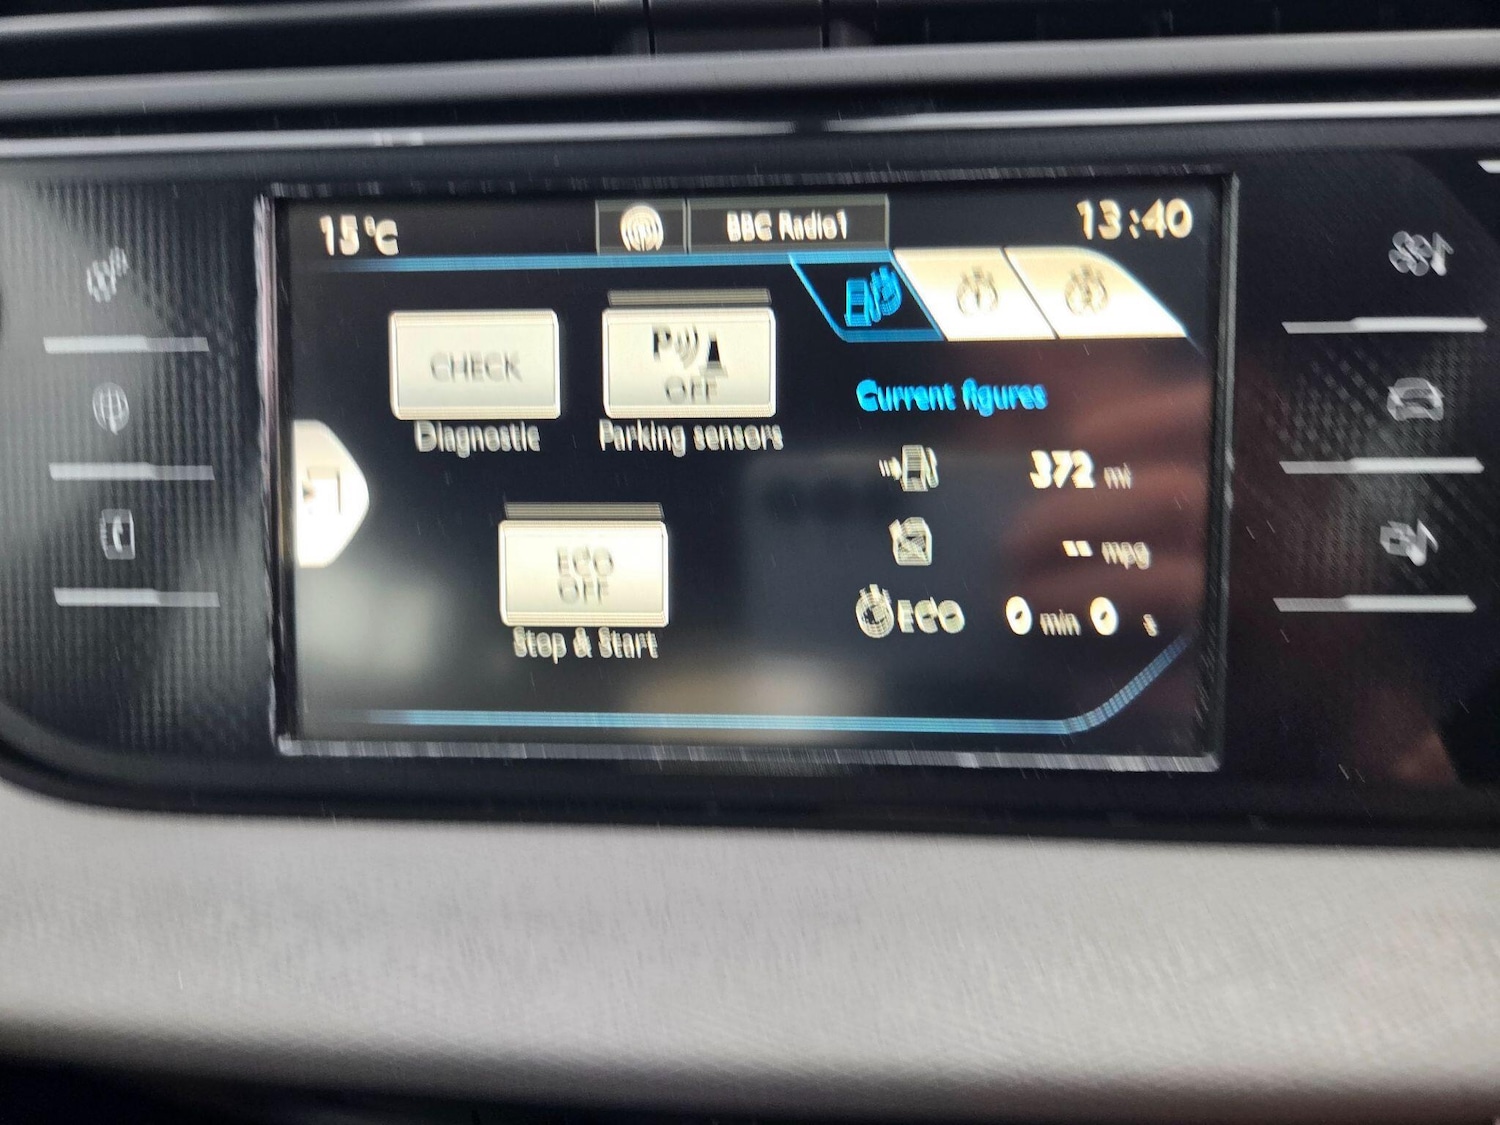 15°C
BBC Radio1
13:40
CHECK
Diagnostic
P
OFF
Parking sensors
ECO
OFF
Stop & Start
Current figures
372 mi
-- mpg
ECO 0 min 0 s